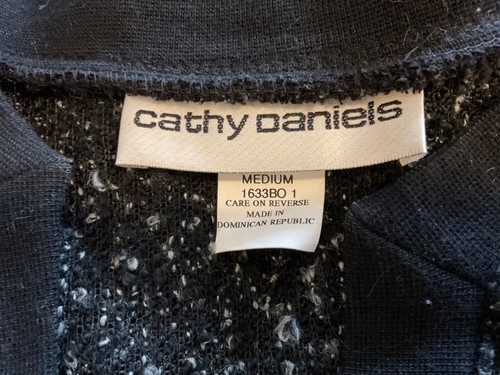 cathy Daniels
MEDIUM
1633BO 1
CARE ON REVERSE
MADE IN
DOMINICAN REPUBLIC